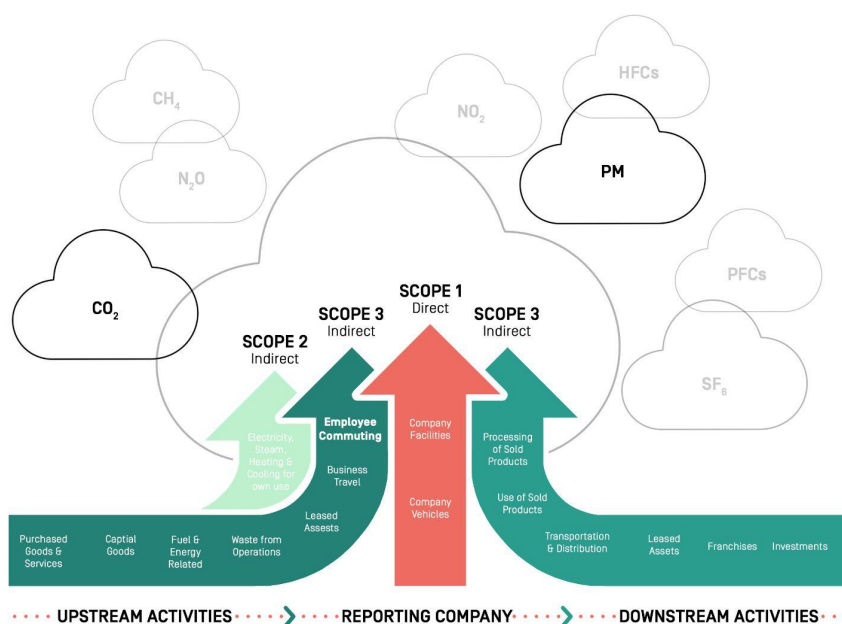 HFCs
CH₄
NO₂
N₂O
PM
PFCs
CO₂
SCOPE 1
Direct
SCOPE 3
Indirect
SCOPE 3
Indirect
SCOPE 2
Indirect
SF₆
Electricity,
Steam,
Heating &
Cooling for
own use
Employee
Commuting
Business
Travel
Leased
Assests
Company
Facilities
Company
Vehicles
Processing
of Sold
Products
Use of Sold
Products
Purchased
Goods &
Services
Captial
Goods
Fuel &
Energy
Related
Waste from
Operations
Transportation
& Distribution
Leased
Assets
Franchises
Investments
UPSTREAM ACTIVITIES
REPORTING COMPANY
DOWNSTREAM ACTIVITIES